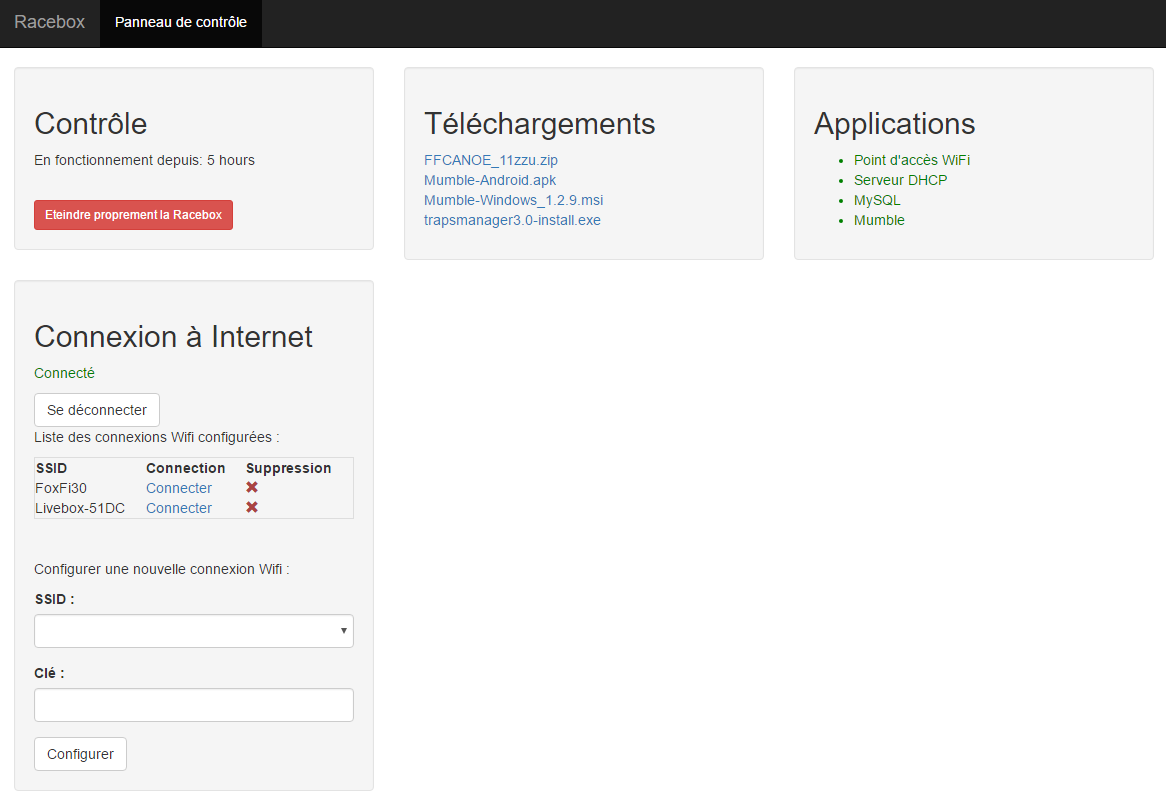 Racebox Panneau de contrôle
Contrôle
En fonctionnement depuis: 5 hours
Eteindre proprement la Racebox
Téléchargements
FFCANOE_11zzu.zip
Mumble-Android.apk
Mumble-Windows_1.2.9.msi
trapsmanager3.0-install.exe
Applications
Point d'accès WiFi
Serveur DHCP
MySQL
Mumble
Connexion à Internet
Connecté
Se déconnecter
Liste des connexions Wifi configurées :
SSID Connection Suppression
FoxFi30 Connecter
Livebox-51DC Connecter
Configurer une nouvelle connexion Wifi :
SSID :
Clé :
Configurer